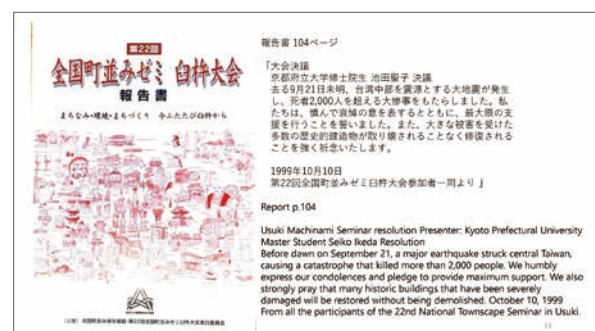 第22回
全国町並みゼミ 臼杵大会
報告書
まちなみ・環境・まちづくり 今ふたたび臼杵から
報告書 104ページ
「大会決議
京都府立大学修士院生 池田聖子 決議
去る9月21日未明、台湾中部を震源とする大地震が発生
し、死者2,000人を超える大惨事をもたらしました。私
たちは、慎んで哀悼の意を表するとともに、最大限の支
援を行うことを誓いました。また、大きな被害を受けた
多数の歴史的建造物が取り壊されることなく修復される
ことを強く祈念いたします。
1999年10月10日
第22回全国町並みゼミ臼杵大会参加者一同より 」
Report p.104
Usuki Machinami Seminar resolution Presenter: Kyoto Prefectural University
Master Student Seiko Ikeda Resolution
Before dawn on September 21, a major earthquake struck central Taiwan,
causing a catastrophe that killed more than 2,000 people. We humbly
express our condolences and pledge to provide maximum support. We also
strongly pray that many historic buildings that have been severely
damaged will be restored without being demolished. October 10, 1999
From all the participants of the 22nd National Townscape Seminar in Usuki.